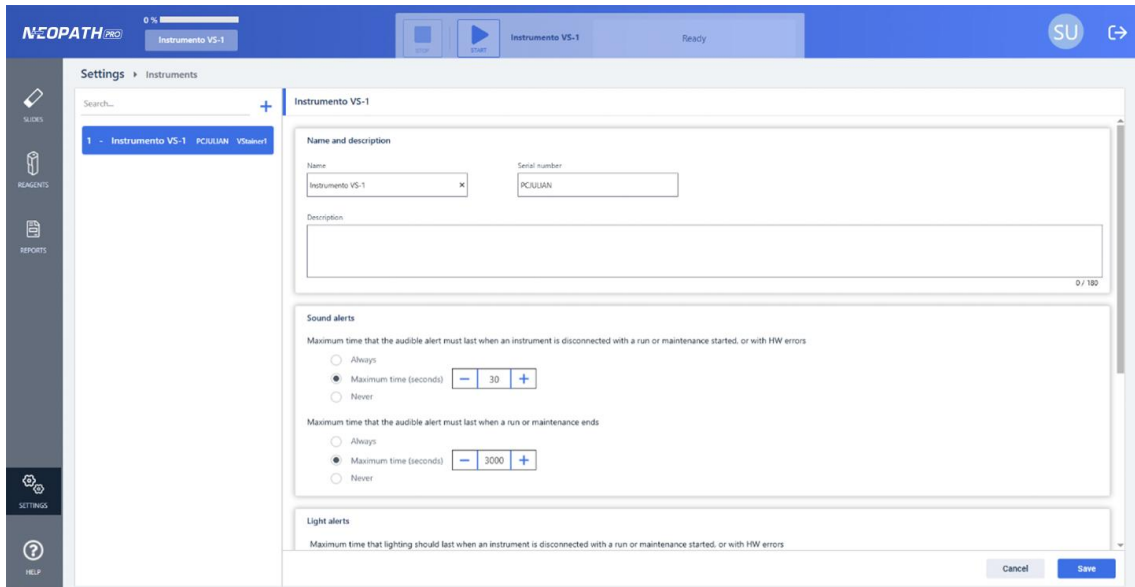 NEOPATH PRO
0 %
Instrumento VS-1
STOP
START
Instrumento VS-1
Ready
SU
Settings
Instruments
SLIDES
REAGENTS
REPORTS
SETTINGS
HELP
Search...
+
1 - Instrumento VS-1 PCJULIAN VStainer1
Instrumento VS-1
Name and description
Name
Serial number
Instrumento VS-1 ×
PCJULIAN
Description
0 / 180
Sound alerts
Maximum time that the audible alert must last when an instrument is disconnected with a run or maintenance started, or with HW errors
Always
Maximum time (seconds) − 30 +
Never
Maximum time that the audible alert must last when a run or maintenance ends
Always
Maximum time (seconds) − 3000 +
Never
Light alerts
Maximum time that lighting should last when an instrument is disconnected with a run or maintenance started, or with HW errors
Cancel
Save